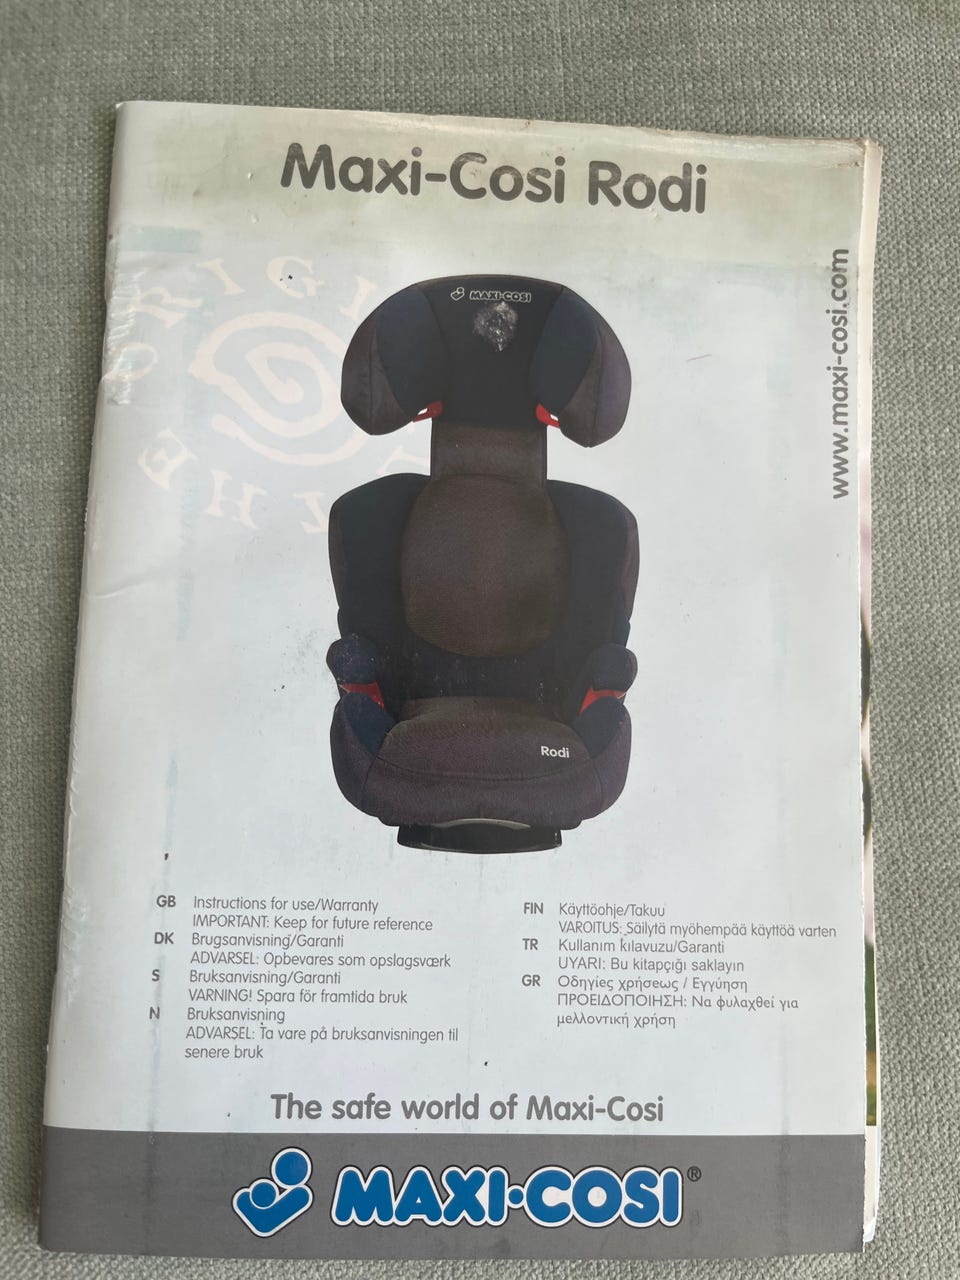 Maxi-Cosi Rodi
www.maxi-cosi.com
MAXI-COSI
Rodi
GB Instructions for use/Warranty
IMPORTANT: Keep for future reference
DK Brugsanvisning/Garanti
ADVARSEL: Opbevares som opslagsværk
S Bruksanvisning/Garanti
VARNING! Spara för framtida bruk
N Bruksanvisning
ADVARSEL: Ta vare på bruksanvisningen til
senere bruk
FIN Käyttöohje/Takuu
VAROITUS: Säilytä myöhempää käyttöä varten
TR Kullanım kılavuzu/Garanti
UYARI: Bu kitapçığı saklayın
GR Οδηγίες χρήσεως / Εγγύηση
ΠΡΟΕΙΔΟΠΟΙΗΣΗ: Να φυλαχθεί για
μελλοντική χρήση
The safe world of Maxi-Cosi
MAXI·COSI®